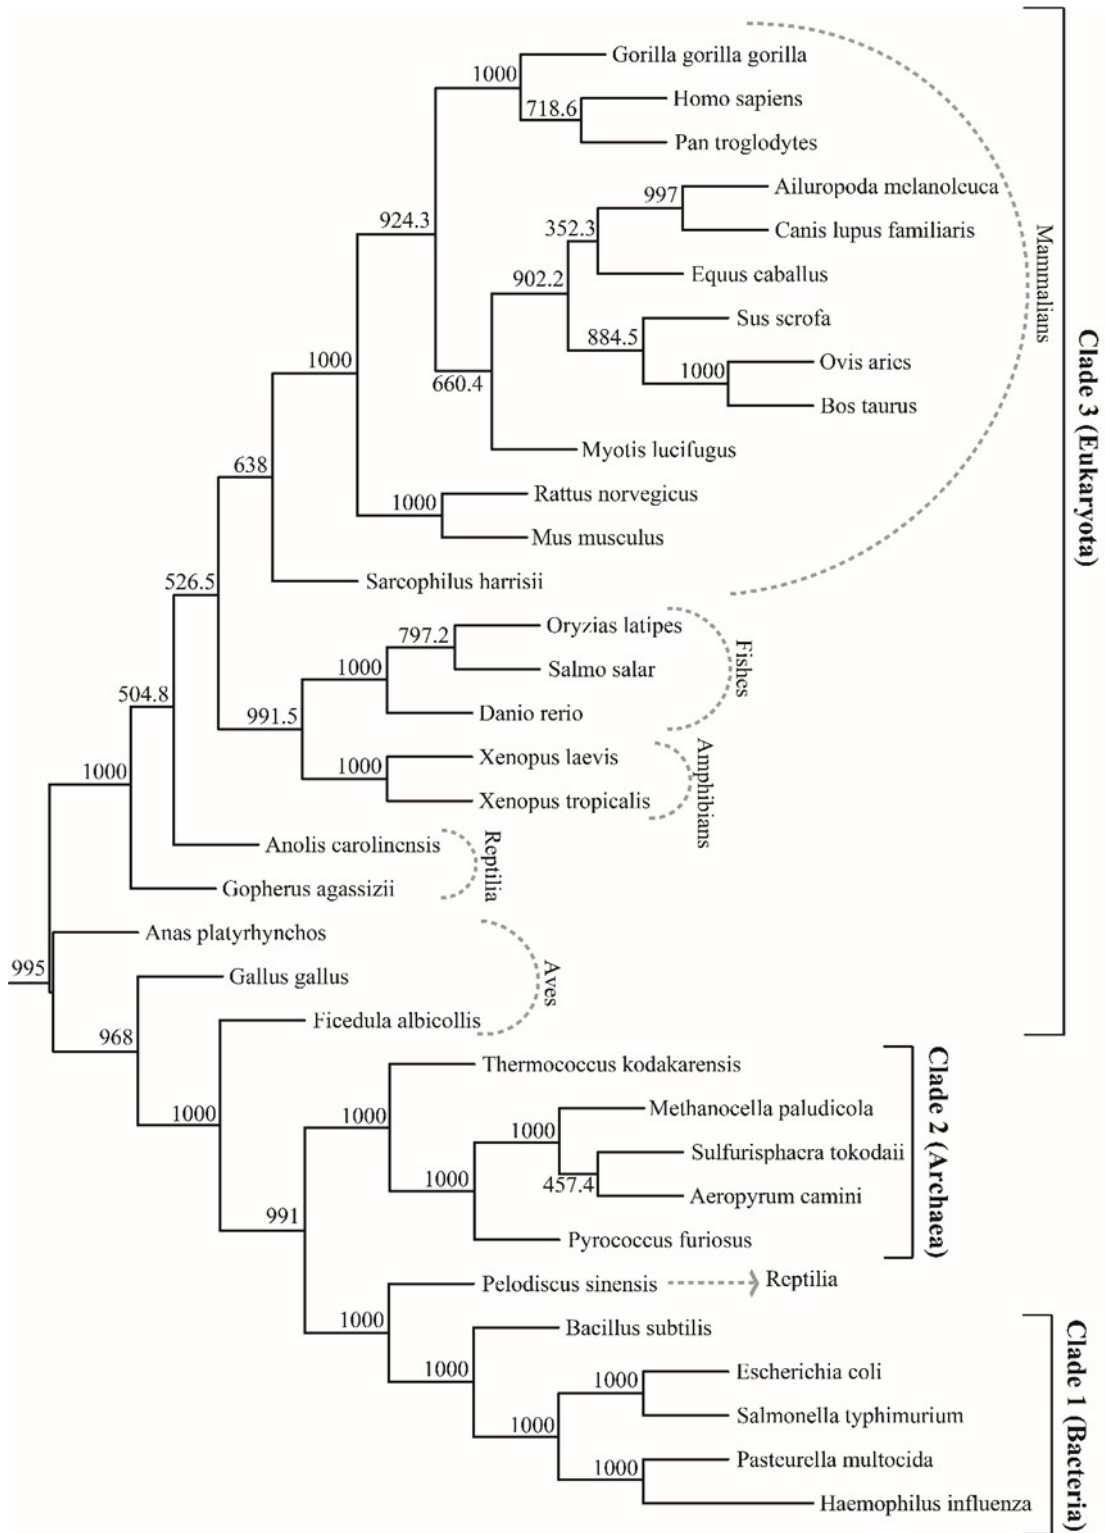 Gorilla gorilla gorilla
1000
Homo sapiens
718.6
Pan troglodytes
Ailuropoda melanoleuca
997
924.3
Canis lupus familiaris
352.3
Mammalians
Equus caballus
902.2
Sus scrofa
884.5
Ovis aries
1000
1000
660.4
Bos taurus
Myotis lucifugus
638
Rattus norvegicus
1000
Mus musculus
Sarcophilus harrisii
526.5
Clade 3 (Eukaryota)
Oryzias latipes
797.2
Fishes
1000
Salmo salar
504.8
991.5
Danio rerio
Xenopus laevis
1000
1000
Amphibians
Xenopus tropicalis
Anolis carolinensis
Reptilia
Gopherus agassizii
Anas platyrhynchos
995
Gallus gallus
Aves
Ficedula albicollis
968
Thermococcus kodakarensis
1000
1000
Methanocella paludicola
1000
Sulfurisphaera tokodaii
1000
457.4
Aeropyrum camini
Clade 2 (Archaea)
991
Pyrococcus furiosus
Pelodiscus sinensis
Reptilia
1000
Bacillus subtilis
1000
Escherichia coli
1000
Salmonella typhimurium
1000
Pasteurella multocida
1000
Haemophilus influenza
Clade 1 (Bacteria)